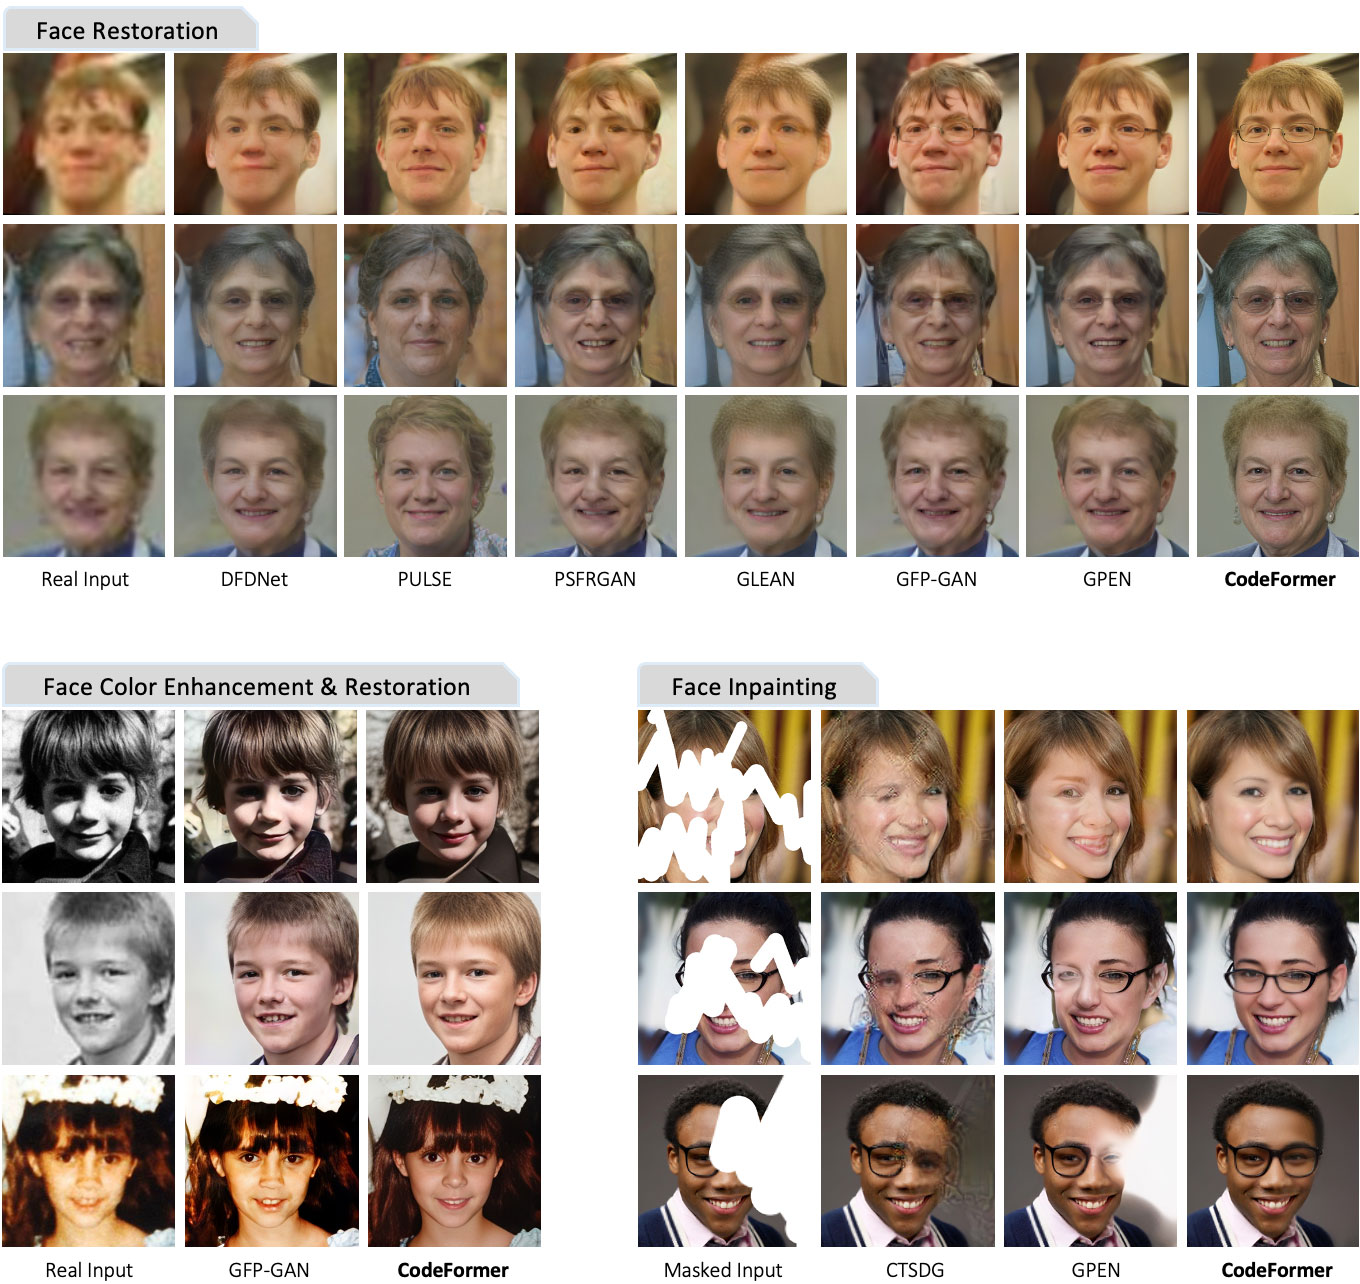 Face Restoration
Real Input DFDNet PULSE PSFRGAN GLEAN GFP-GAN GPEN CodeFormer
Face Color Enhancement & Restoration
Real Input GFP-GAN CodeFormer
Face Inpainting
Masked Input CTSDG GPEN CodeFormer